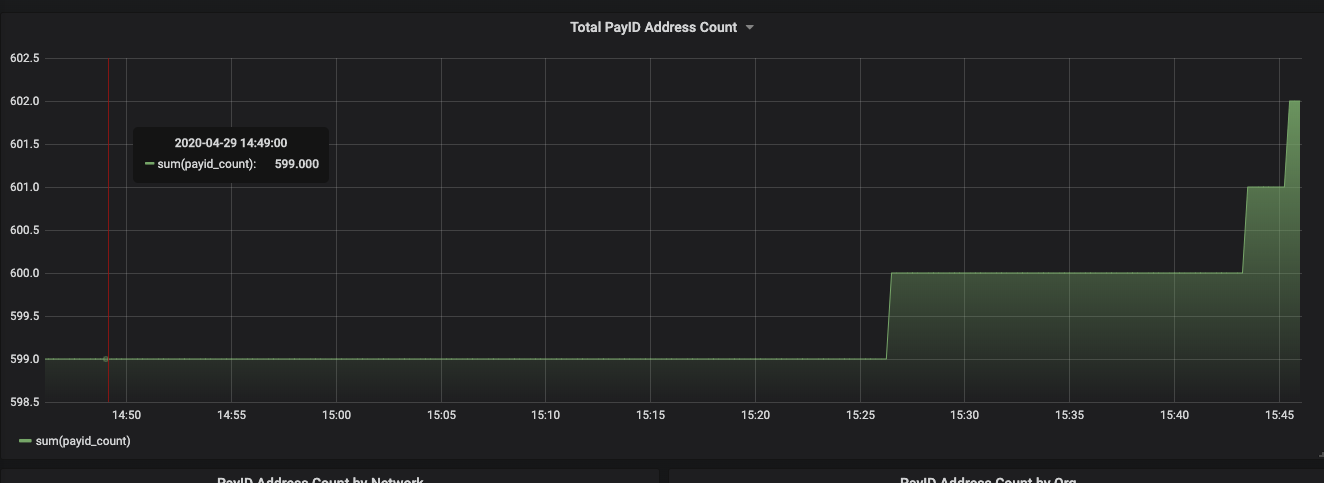 Total PayID Address Count
602.5
602.0
601.5
601.0
600.5
600.0
599.5
599.0
598.5
2020-04-29 14:49:00
sum(payid_count): 599.000
14:50 14:55 15:00 15:05 15:10 15:15 15:20 15:25 15:30 15:35 15:40 15:45
sum(payid_count)
PayID Address Count by Network PayID Address Count by Org